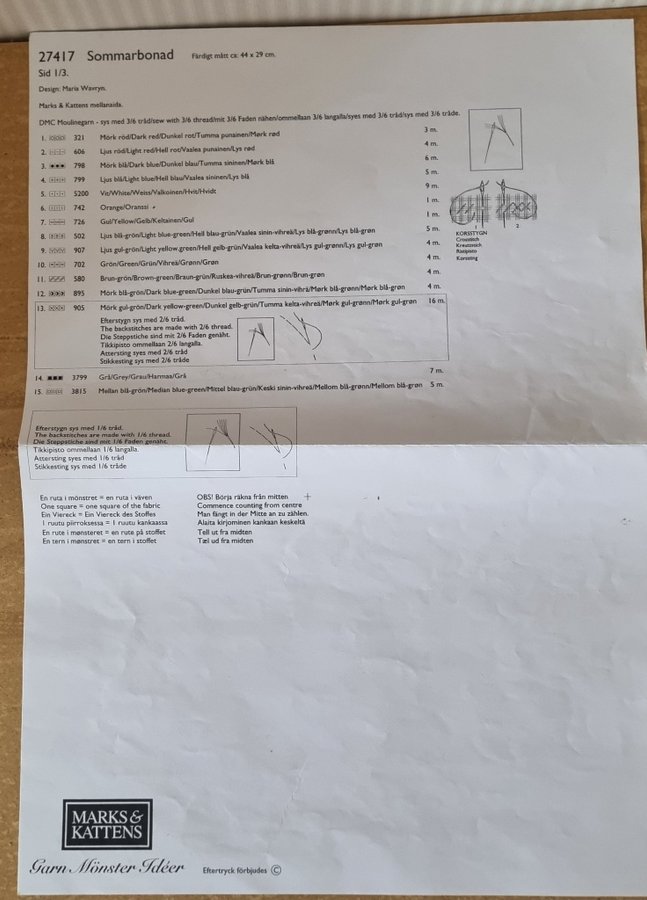 27417 Sommarbonad Färdigt mått ca: 44 x 29 cm.
Sid 1/3.
Design: Maria Wavryn.
Marks & Kattens mellanaida.
DMC Moulinegarn - sys med 3/6 tråd/sew with 3/6 thread/mit 3/6 Faden nähen/ommellaan 3/6 langalla/syes med 3/6 tråd/sys med 3/6 tråde.
1. 321 Mörk röd/Dark red/Dunkel rot/Tumma punainen/Mørk rød 3 m.
2. 606 Ljus röd/Light red/Hell rot/Vaalea punainen/Lys rød 4 m.
3. 798 Mörk blå/Dark blue/Dunkel blau/Tumma sininen/Mørk blå 6 m.
4. 799 Ljus blå/Light blue/Hell blau/Vaalea sininen/Lys blå 5 m.
5. 5200 Vit/White/Weiss/Valkoinen/Hvit/Hvidt 9 m.
6. 742 Orange/Oranssi 1 m.
7. 726 Gul/Yellow/Gelb/Keltainen/Gul 1 m.
8. 502 Ljus blå-grön/Light blue-green/Hell blau-grün/Vaalea sinin-vihreä/Lys blå-grønn/Lys blå-grøn 5 m.
9. 907 Ljus gul-grön/Light yellow.green/Hell gelb-grün/Vaalea kelta-vihreä/Lys gul-grønn/Lys gul-grøn 4 m.
10. 702 Grön/Green/Grün/Vihreä/Grønn/Grøn 4 m.
11. 580 Brun-grön/Brown-green/Braun-grün/Ruskea-vihreä/Brun-grønn/Brun-grøn 4 m.
12. 895 Mörk blå-grön/Dark blue-green/Dunkel blau-grün/Tumma sinin-vihrä/Mørk blå-grønn/Mørk blå-grøn 4 m.
13. 905 Mörk gul-grön/Dark yellow-green/Dunkel gelb-grün/Tumma kelta-vihreä/Mørk gul-grønn/Mørk gul-grøn 16 m.
Efterstygn sys med 2/6 tråd.
The backstitches are made with 2/6 thread.
Die Steppstiche sind mit 2/6 Faden genäht.
Tikkipisto ommellaan 2/6 langalla.
Attersting syes med 2/6 tråd
Stikkesting sys med 2/6 tråde
14. 3799 Grå/Grey/Grau/Harmaa/Grå 7 m.
15. 3815 Mellan blå-grön/Median blue-green/Mittel blau-grün/Keski sinin-vihreä/Mellom blå-grønn/Mellom blå-grøn 5 m.
1 2
KORSSTYGN
Crosstitch
Kreuzstich
Ristipisto
Korssting
Efterstygn sys med 1/6 tråd.
The backstitches are made with 1/6 thread.
Die Steppstiche sind mit 1/6 Faden genäht.
Tikkipisto ommellaan 1/6 langalla.
Attersting syes med 1/6 tråd
Stikkesting sys med 1/6 tråde
En ruta i mönstret = en ruta i väven
One square = one square of the fabric
Ein Viereck = Ein Viereck des Stoffes
1 ruutu piirroksessa = 1 ruutu kankaassa
En rute i mønsteret = en rute på stoffet
En tern i mønstret = en tern i stoffet
OBS! Börja räkna från mitten +
Commence counting from centre
Man fängt in der Mitte an zu zählen.
Alaita kirjominen kankaan keskeltä
Tell ut fra midten
Tæl ud fra midten
MARKS &
KATTENS
Garn Mönster Idéer Eftertryck förbjudes ©